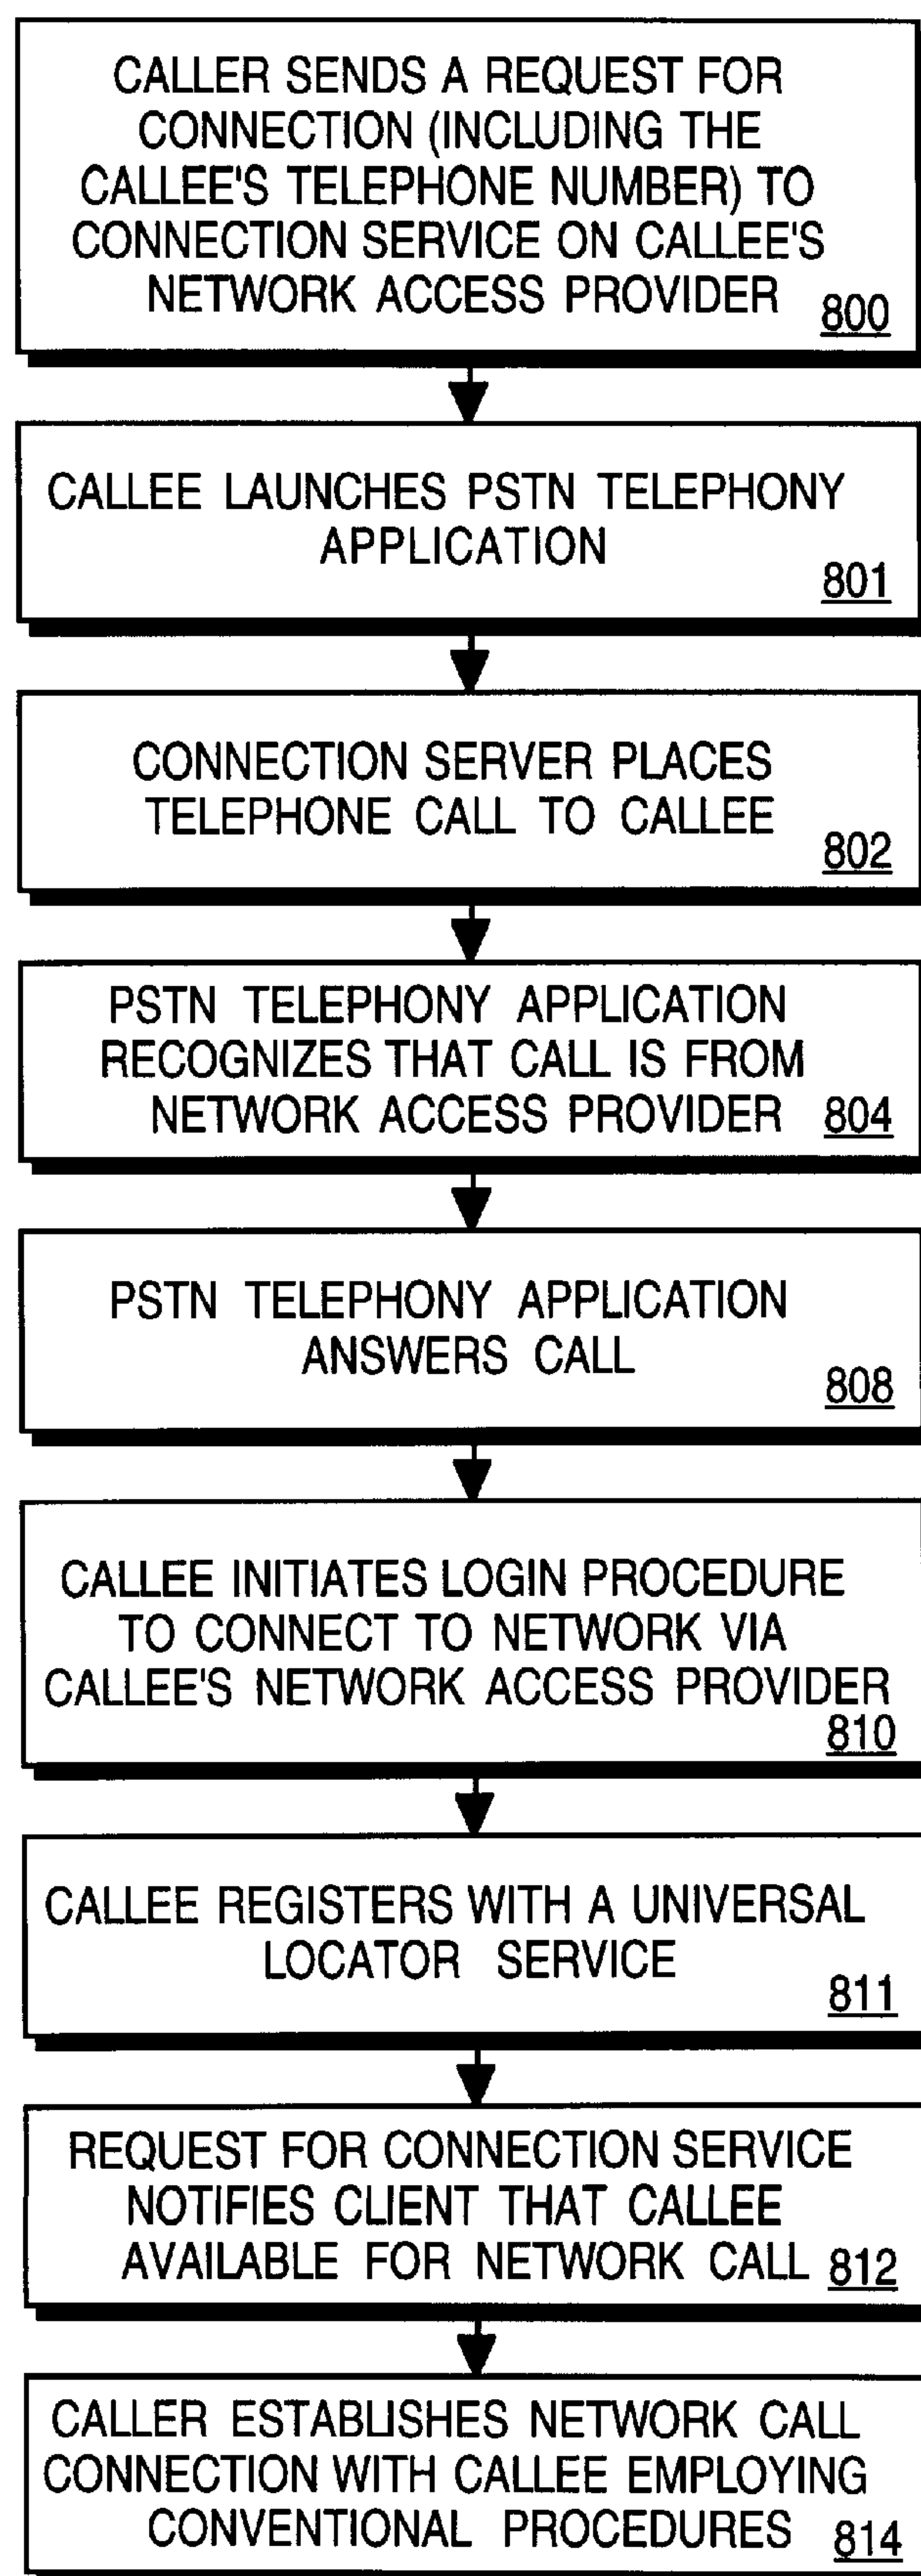 CALLER SENDS A REQUEST FOR
CONNECTION (INCLUDING THE
CALLEE'S TELEPHONE NUMBER) TO
CONNECTION SERVICE ON CALLEE'S
NETWORK ACCESS PROVIDER 800
CALLEE LAUNCHES PSTN TELEPHONY
APPLICATION
801
CONNECTION SERVER PLACES
TELEPHONE CALL TO CALLEE
802
PSTN TELEPHONY APPLICATION
RECOGNIZES THAT CALL IS FROM
NETWORK ACCESS PROVIDER 804
PSTN TELEPHONY APPLICATION
ANSWERS CALL
808
CALLEE INITIATES LOGIN PROCEDURE
TO CONNECT TO NETWORK VIA
CALLEE'S NETWORK ACCESS PROVIDER
810
CALLEE REGISTERS WITH A UNIVERSAL
LOCATOR SERVICE
811
REQUEST FOR CONNECTION SERVICE
NOTIFIES CLIENT THAT CALLEE
AVAILABLE FOR NETWORK CALL 812
CALLER ESTABLISHES NETWORK CALL
CONNECTION WITH CALLEE EMPLOYING
CONVENTIONAL PROCEDURES 814